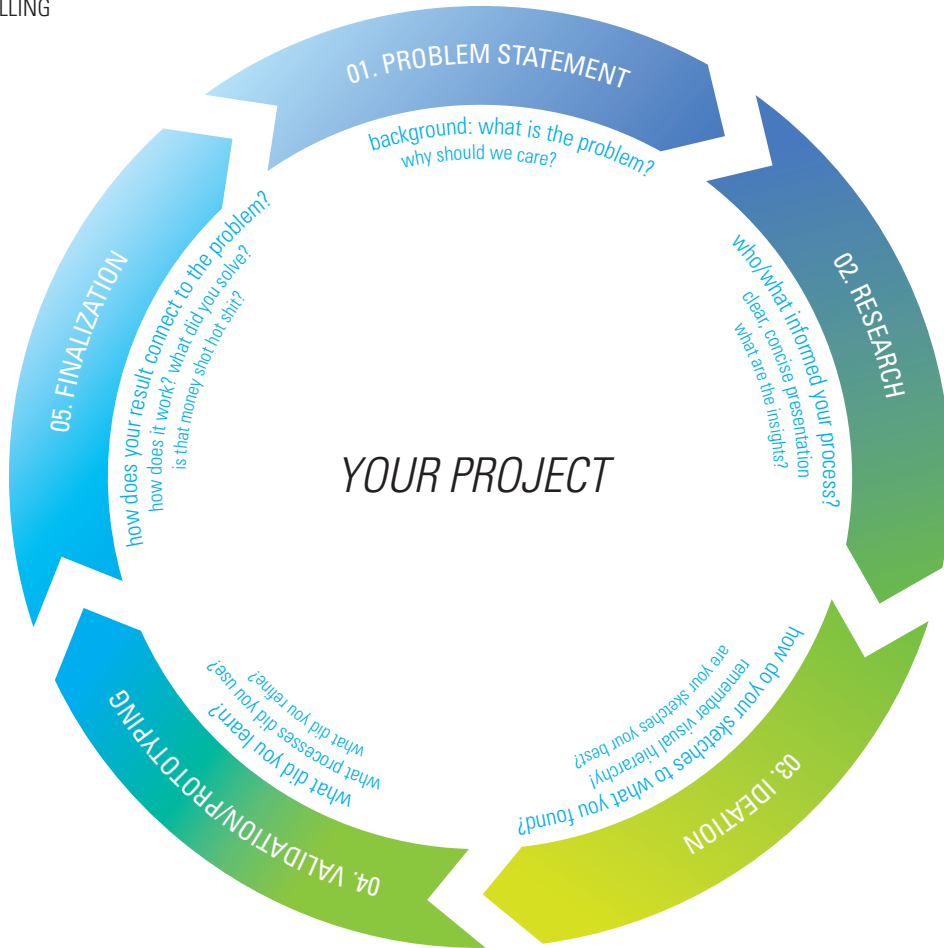 LLING
01. PROBLEM STATEMENT
background: what is the problem?
why should we care?
02. RESEARCH
who/what informed your process?
clear, concise presentation
what are the insights?
03. IDEATION
how do your sketches to what you found?
remember visual hierarchy!
are your sketches your best?
04. VALIDATION/PROTOTYPING
what did you learn?
what processes did you use?
what did you refine?
05. FINALIZATION
how does your result connect to the problem?
how does it work? what did you solve?
is that money shot hot shit?
YOUR PROJECT